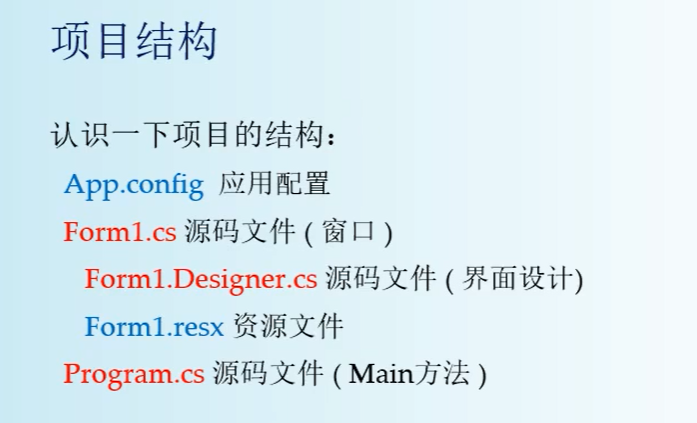 项目结构
认识一下项目的结构：
App.config 应用配置
Form1.cs 源码文件 ( 窗口 )
Form1.Designer.cs 源码文件 ( 界面设计)
Form1.resx 资源文件
Program.cs 源码文件 ( Main方法 )